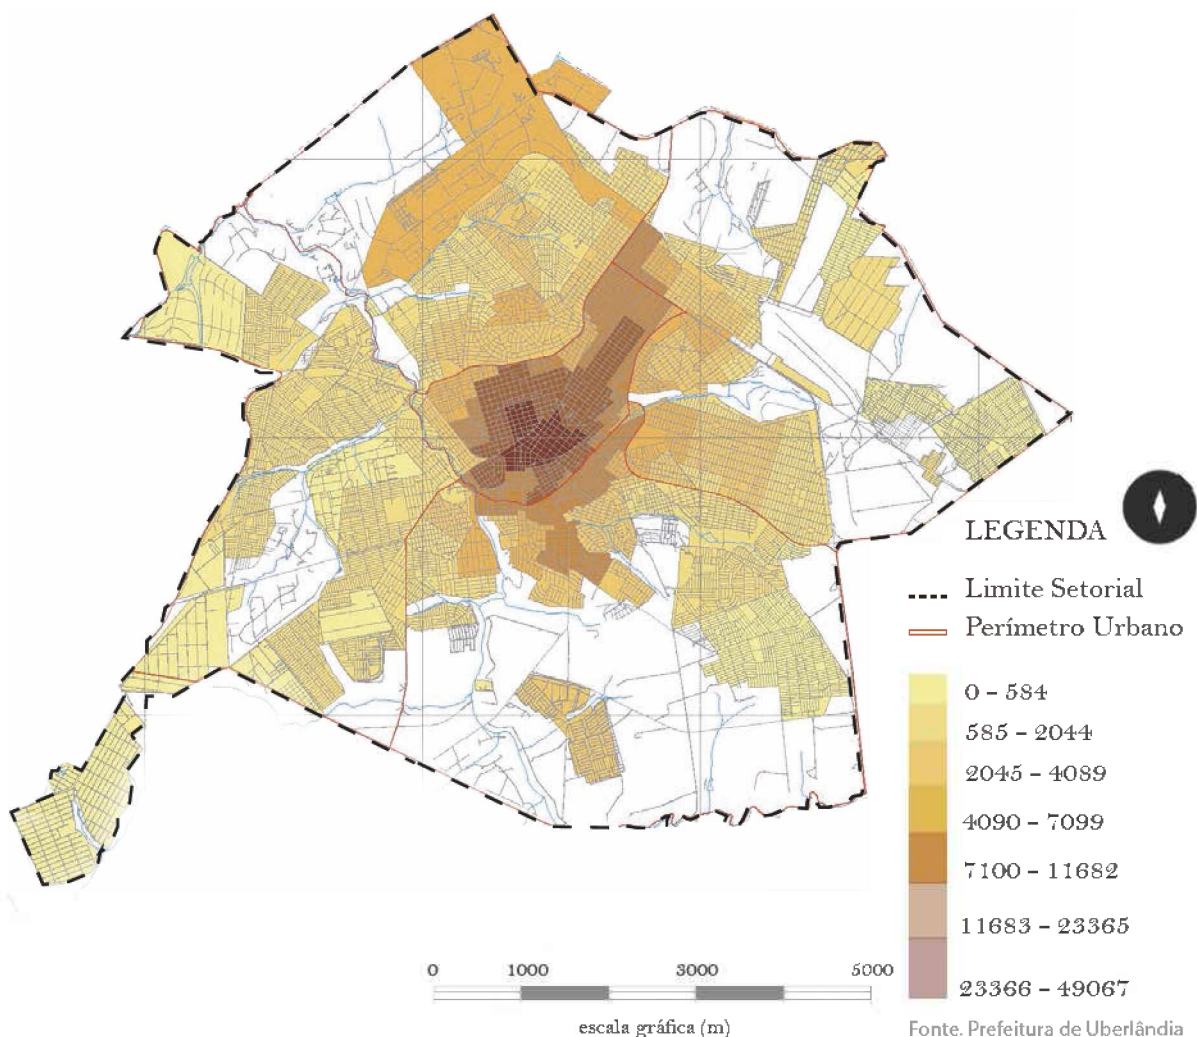 LEGENDA
Limite Setorial
Perímetro Urbano
0 – 584
585 – 2044
2045 – 4089
4090 – 7099
7100 – 11682
11683 – 23365
23366 – 49067
0 1000 3000 5000
escala gráfica (m)
Fonte. Prefeitura de Uberlândia